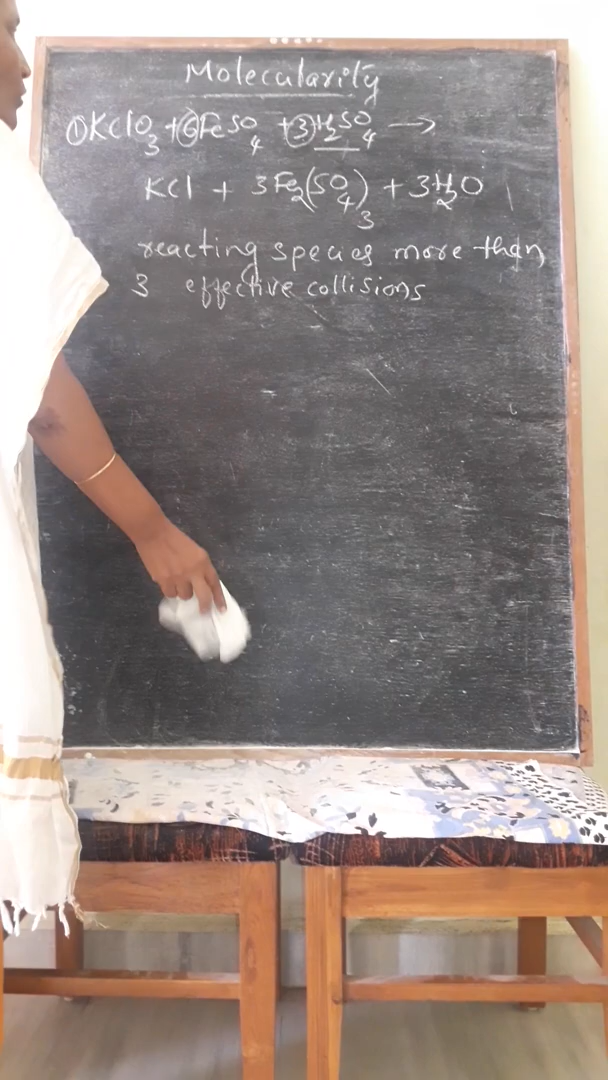 Molecularity
①KClO₃ + ⑥FeSO₄ + ③H₂SO₄ →
KCl + 3Fe₂(SO₄)₃ + 3H₂O
reacting species more than
3 effective collisions